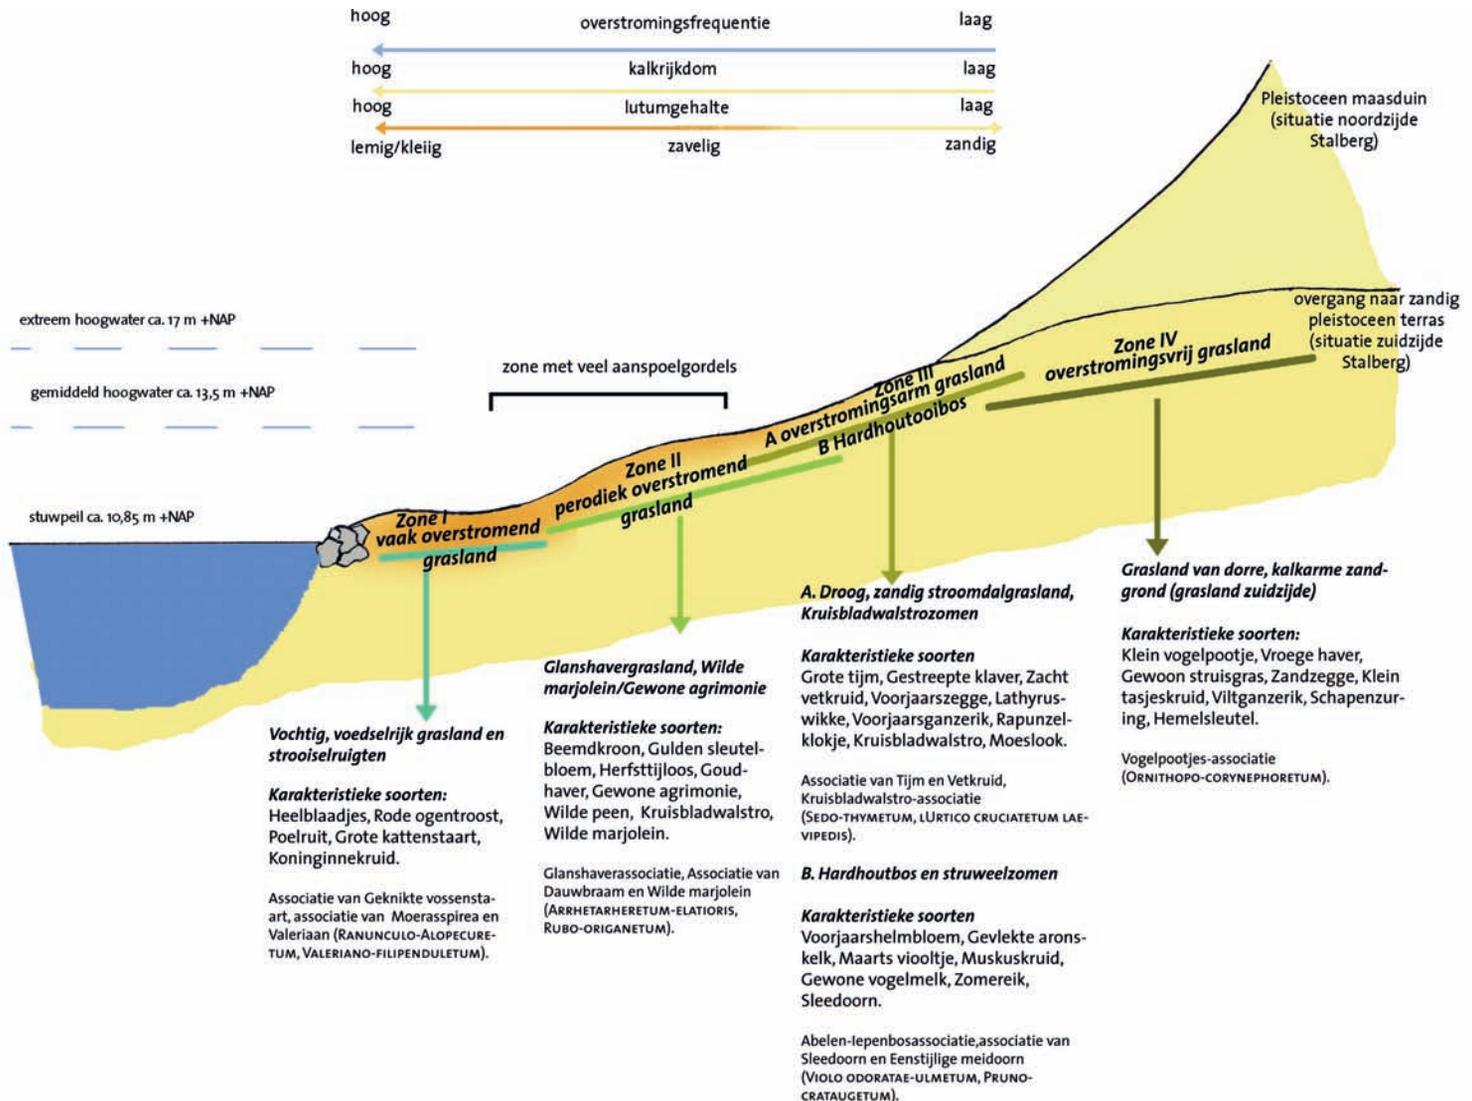 hoog overstromingsfrequentie laag
hoog kalkrijkdom laag
hoog lutumgehalte laag
lemig/kleiig zavelig zandig
Pleistoceen maasduin
(situatie noordzijde
Stalberg)
overgang naar zandig
pleistoceen terras
(situatie zuidzijde
Stalberg)
extreem hoogwater ca. 17 m +NAP
gemiddeld hoogwater ca. 13,5 m +NAP
stuwpeil ca. 10,85 m +NAP
zone met veel aanspoelgordels
Zone I
vaak overstromend
grasland
Zone II
perodiek overstromend
grasland
Zone III
A overstromingsarm grasland
B Hardhoutooibos
Zone IV
overstromingsvrij grasland
Vochtig, voedselrijk grasland en
strooiselruigten
Karakteristieke soorten:
Heelblaadjes, Rode ogentroost,
Poelruit, Grote kattenstaart,
Koninginnekruid.
Associatie van Geknikte vossensta-
art, associatie van Moerasspirea en
Valeriaan (RANUNCULO-ALOPECURE-
TUM, VALERIANO-FILIPENDULETUM).
Glanshavergrasland, Wilde
marjolein/Gewone agrimonie
Karakteristieke soorten:
Beemdkroon, Gulden sleutel-
bloem, Herfsttijloos, Goud-
haver, Gewone agrimonie,
Wilde peen, Kruisbladwalstro,
Wilde marjolein.
Glanshaverassociatie, Associatie van
Dauwbraam en Wilde marjolein
(ARRHETARHERETUM-ELATIORIS,
RUBO-ORIGANETUM).
A. Droog, zandig stroomdalgrasland,
Kruisbladwalstrozomen
Karakteristieke soorten
Grote tijm, Gestreepte klaver, Zacht
vetkruid, Voorjaarszegge, Lathyrus-
wikke, Voorjaarsganzerik, Rapunzel-
klokje, Kruisbladwalstro, Moeslook.
Associatie van Tijm en Vetkruid,
Kruisbladwalstro-associatie
(SEDO-THYMETUM, LURTICO CRUCIATETUM LAE-
VIPEDIS).
B. Hardhoutbos en struweelzomen
Karakteristieke soorten
Voorjaarshelmbloem, Gevlekte arons-
kelk, Maarts viooltje, Muskuskruid,
Gewone vogelmelk, Zomereik,
Sleedoorn.
Abelen-Iepenbosassociatie,associatie van
Sleedoorn en Eenstijlige meidoorn
(VIOLO ODORATAE-ULMETUM, PRUNO-
CRATAUGETUM).
Grasland van dorre, kalkarme zand-
grond (grasland zuidzijde)
Karakteristieke soorten:
Klein vogelpootje, Vroege haver,
Gewoon struisgras, Zandzegge, Klein
tasjeskruid, Viltganzerik, Schapenzur-
ing, Hemelsleutel.
Vogelpootjes-associatie
(ORNITHOPO-CORYNEPHORETUM).